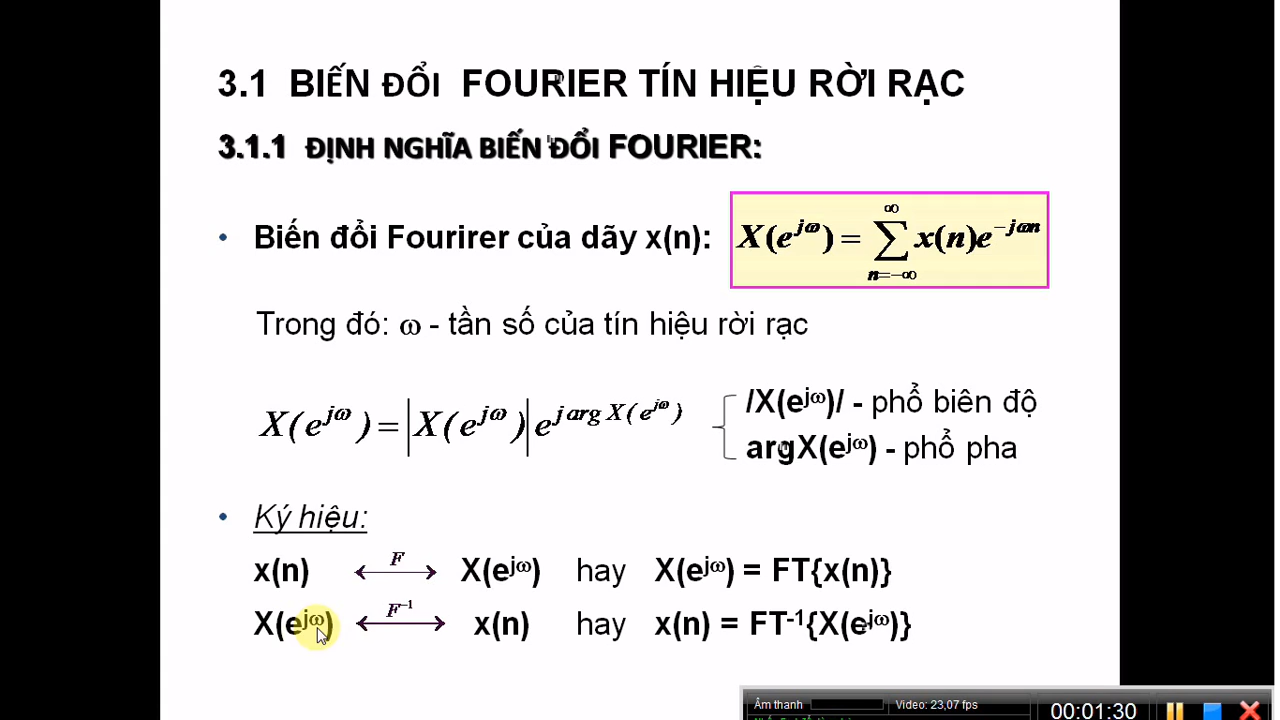 3.1 BIẾN ĐỔI FOURIER TÍN HIỆU RỜI RẠC
3.1.1 ĐỊNH NGHĨA BIẾN ĐỔI FOURIER:
• Biến đổi Fourirer của dãy x(n): X(e^{jω}) = ∑_{n=-∞}^{∞} x(n)e^{-jωn}
Trong đó: ω - tần số của tín hiệu rời rạc
X(e^{jω}) = |X(e^{jω})| e^{j arg X(e^{jω})}
/X(e^{jω})/ - phổ biên độ
argX(e^{jω}) - phổ pha
• Ký hiệu:
x(n) ⟷^{F} X(e^{jω}) hay X(e^{jω}) = FT{x(n)}
X(e^{jω}) ⟷^{F^{-1}} x(n) hay x(n) = FT^{-1}{X(e^{jω})}
Âm thanh
Video: 23,07 fps
00:01:30